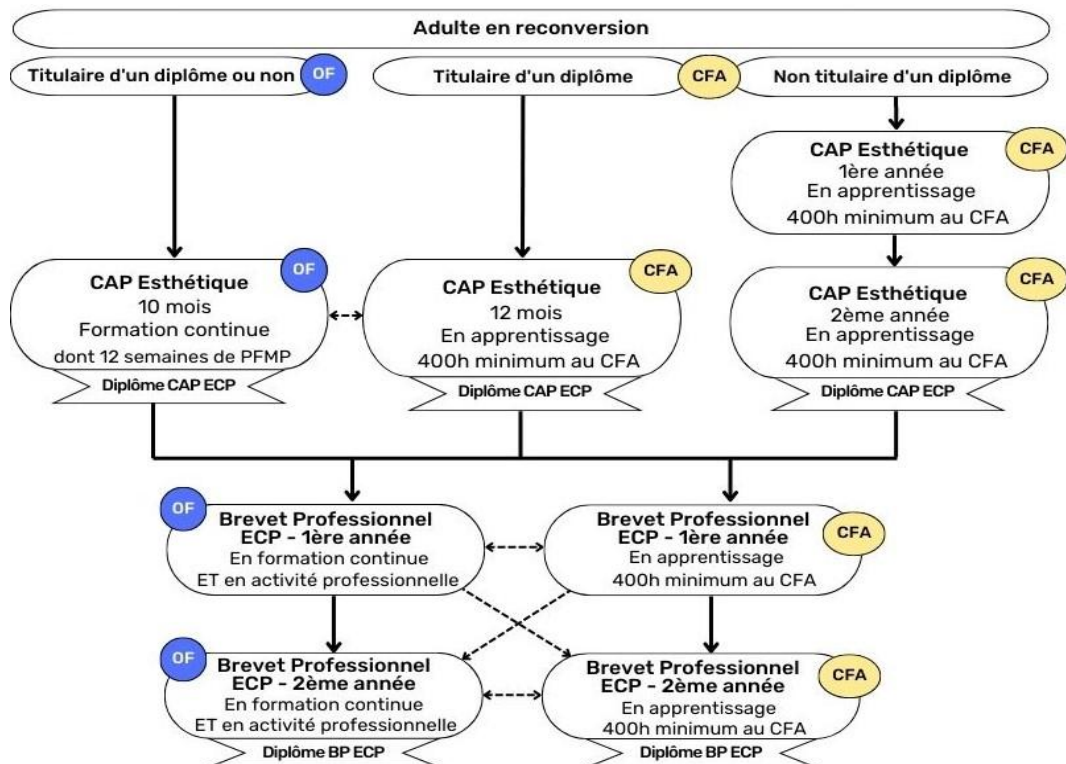 Adulte en reconversion
Titulaire d'un diplôme ou non
OF
Titulaire d'un diplôme
CFA
Non titulaire d'un diplôme
CFA
CAP Esthétique
1ère année
En apprentissage
400h minimum au CFA
OF
CAP Esthétique
10 mois
Formation continue
dont 12 semaines de PFMP
Diplôme CAP ECP
CFA
CAP Esthétique
12 mois
En apprentissage
400h minimum au CFA
Diplôme CAP ECP
CFA
CAP Esthétique
2ème année
En apprentissage
400h minimum au CFA
Diplôme CAP ECP
OF
Brevet Professionnel
ECP - 1ère année
En formation continue
ET en activité professionnelle
Brevet Professionnel
ECP - 1ère année
CFA
En apprentissage
400h minimum au CFA
OF
Brevet Professionnel
ECP - 2ème année
En formation continue
ET en activité professionnelle
Diplôme BP ECP
Brevet Professionnel
ECP - 2ème année
CFA
En apprentissage
400h minimum au CFA
Diplôme BP ECP